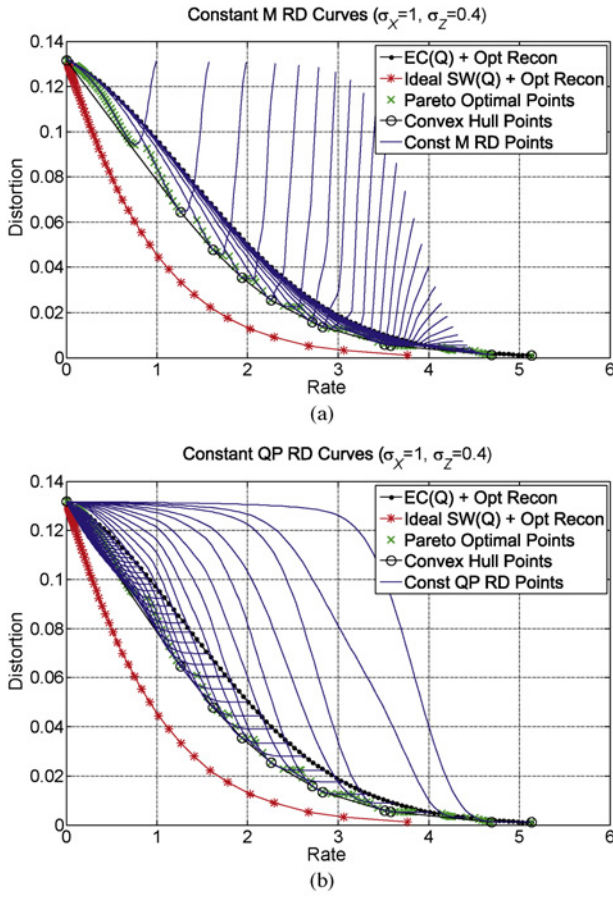 Constant M RD Curves (σX=1, σZ=0.4)
0.14
0.12
0.1
0.08
0.06
0.04
0.02
0
Distortion
EC(Q) + Opt Recon
Ideal SW(Q) + Opt Recon
Pareto Optimal Points
Convex Hull Points
Const M RD Points
0 1 2 3 4 5 6
Rate
(a)
Constant QP RD Curves (σX=1, σZ=0.4)
0.14
0.12
0.1
0.08
0.06
0.04
0.02
0
Distortion
EC(Q) + Opt Recon
Ideal SW(Q) + Opt Recon
Pareto Optimal Points
Convex Hull Points
Const QP RD Points
0 1 2 3 4 5 6
Rate
(b)